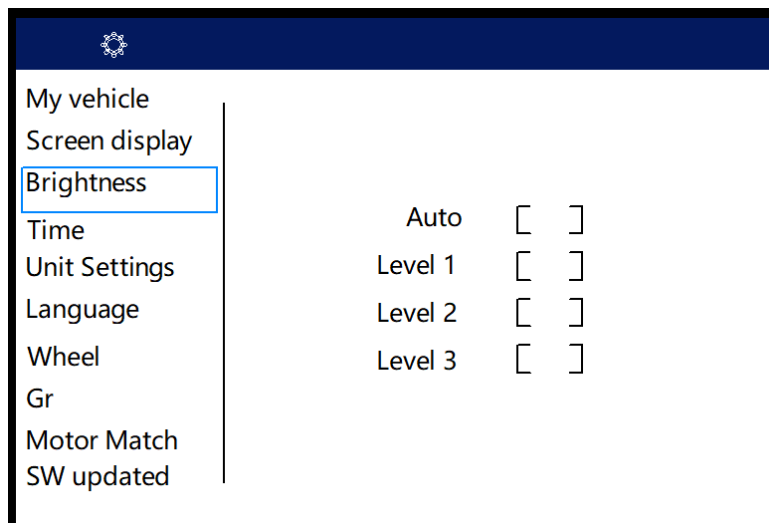 My vehicle
Screen display
Brightness
Time
Unit Settings
Language
Wheel
Gr
Motor Match
SW updated
Auto [ ]
Level 1 [ ]
Level 2 [ ]
Level 3 [ ]